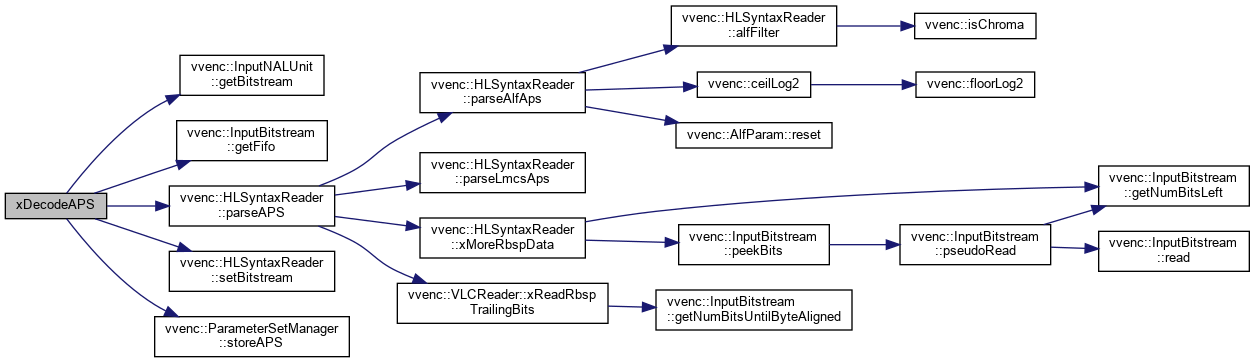 xDecodeAPS
vvenc::InputNALUnit
::getBitstream
vvenc::InputBitstream
::getFifo
vvenc::HLSyntaxReader
::parseAPS
vvenc::HLSyntaxReader
::setBitstream
vvenc::ParameterSetManager
::storeAPS
vvenc::HLSyntaxReader
::parseAlfAps
vvenc::HLSyntaxReader
::parseLmcsAps
vvenc::HLSyntaxReader
::xMoreRbspData
vvenc::VLCReader::xReadRbsp
TrailingBits
vvenc::HLSyntaxReader
::alfFilter
vvenc::ceilLog2
vvenc::AlfParam::reset
vvenc::InputBitstream
::peekBits
vvenc::InputBitstream
::getNumBitsUntilByteAligned
vvenc::isChroma
vvenc::floorLog2
vvenc::InputBitstream
::pseudoRead
vvenc::InputBitstream
::getNumBitsLeft
vvenc::InputBitstream
::read